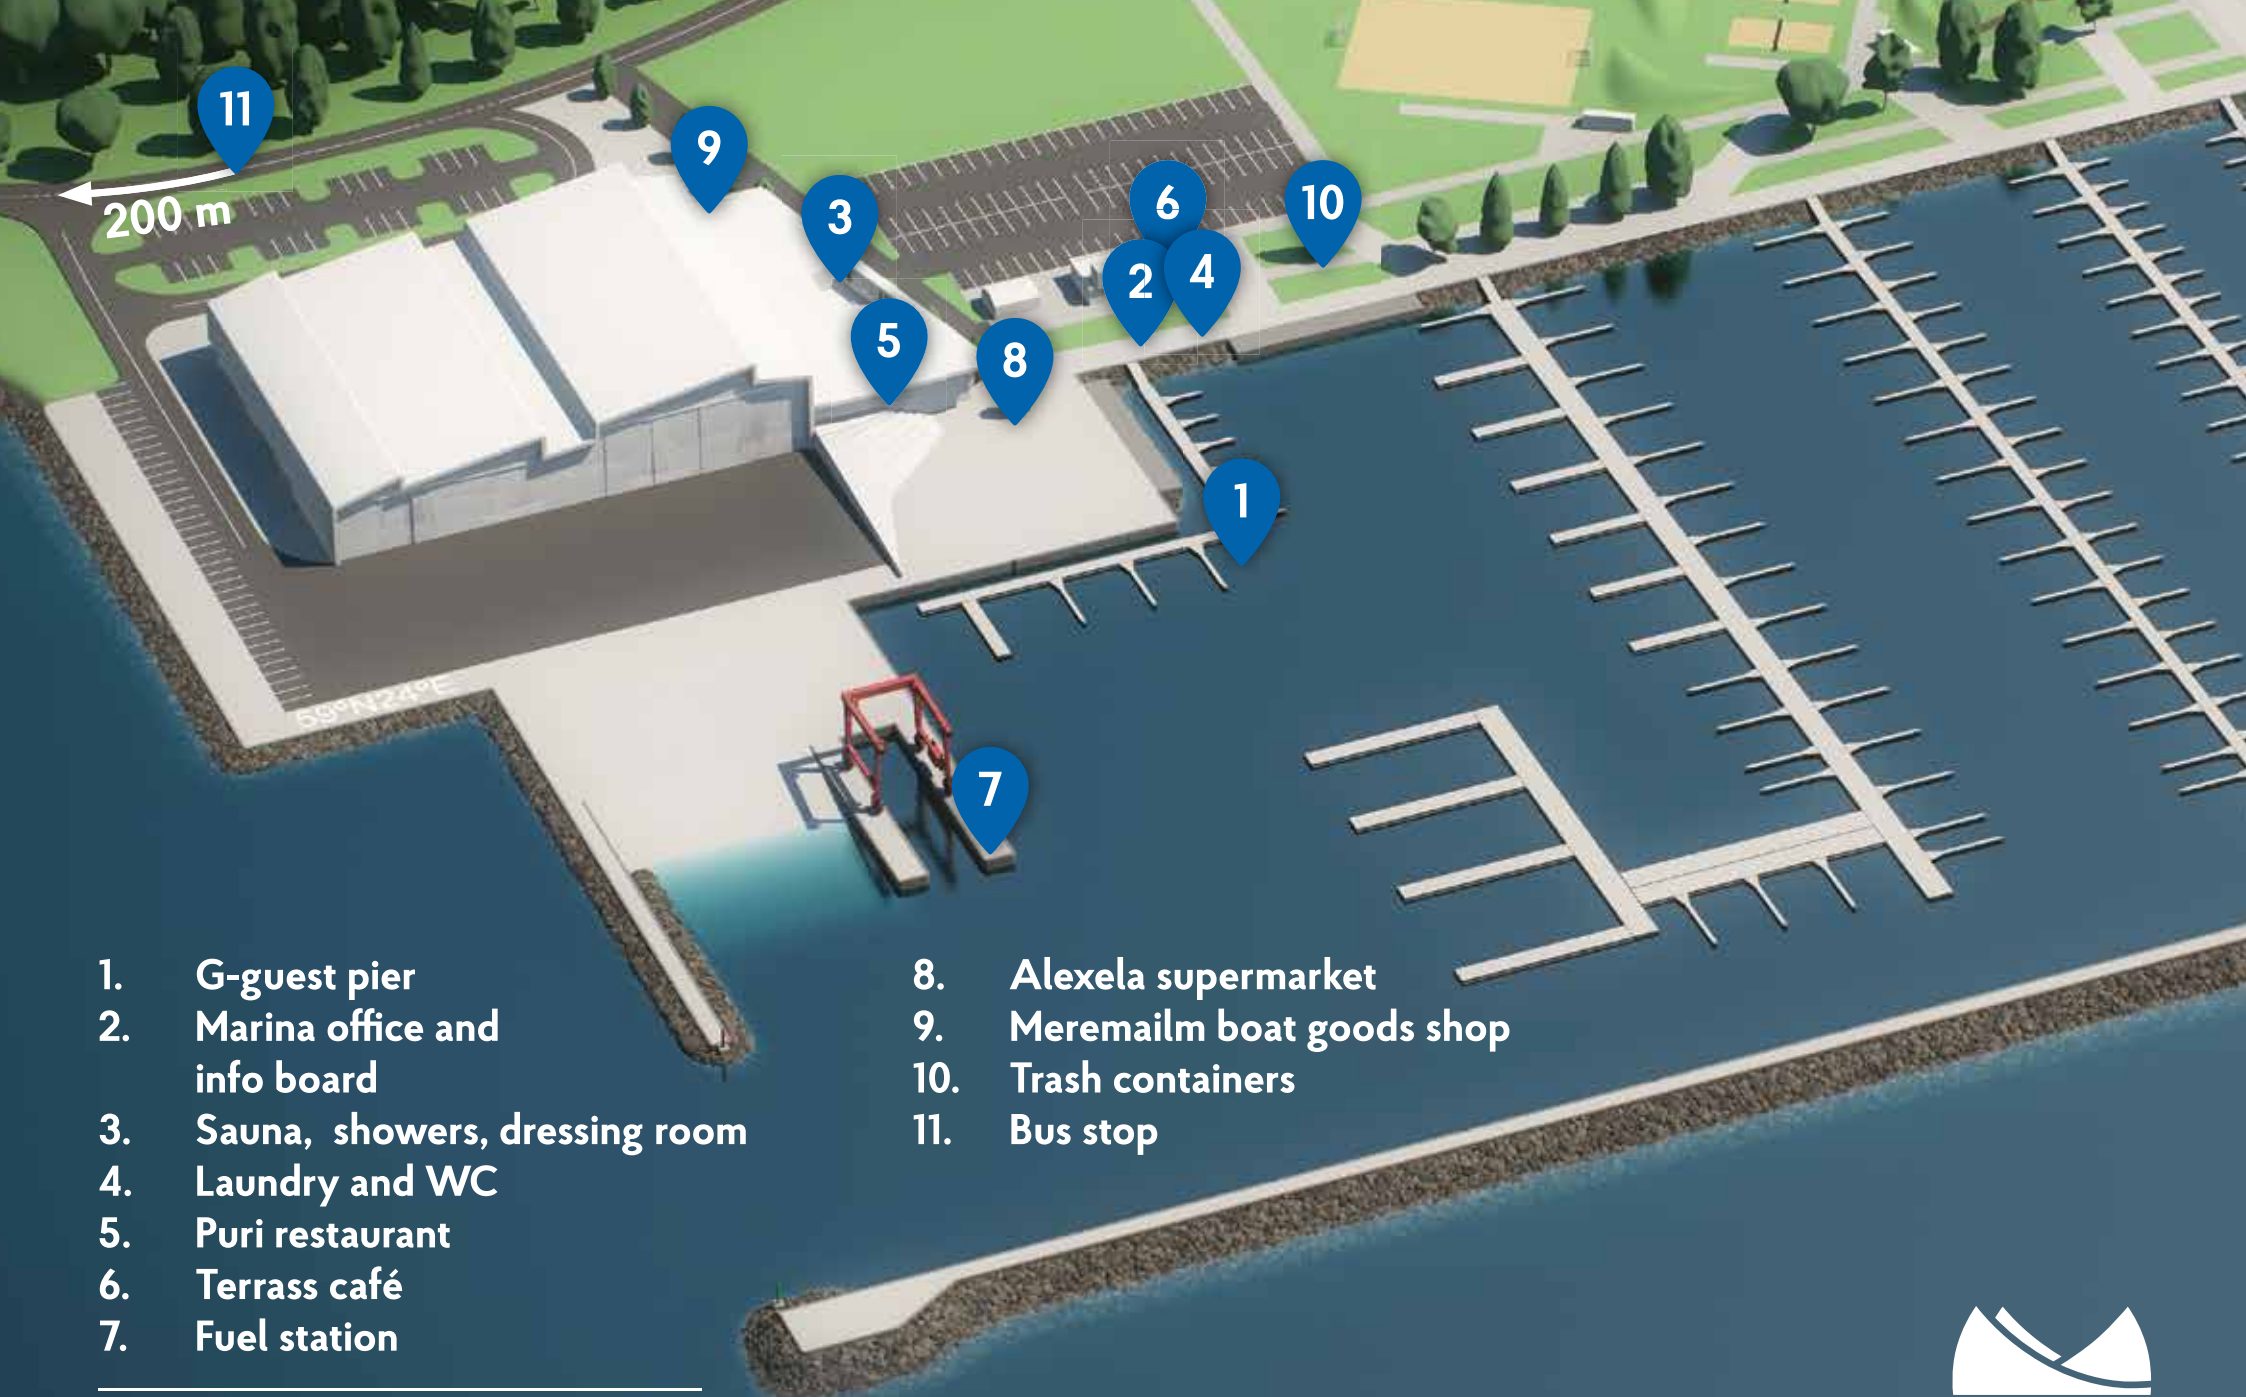 11
9
3
6
10
2
4
200 m
5
8
1
59°N24°E
7
1. G-guest pier
2. Marina office and
info board
3. Sauna, showers, dressing room
4. Laundry and WC
5. Puri restaurant
6. Terrass café
7. Fuel station
8. Alexela supermarket
9. Meremailm boat goods shop
10. Trash containers
11. Bus stop